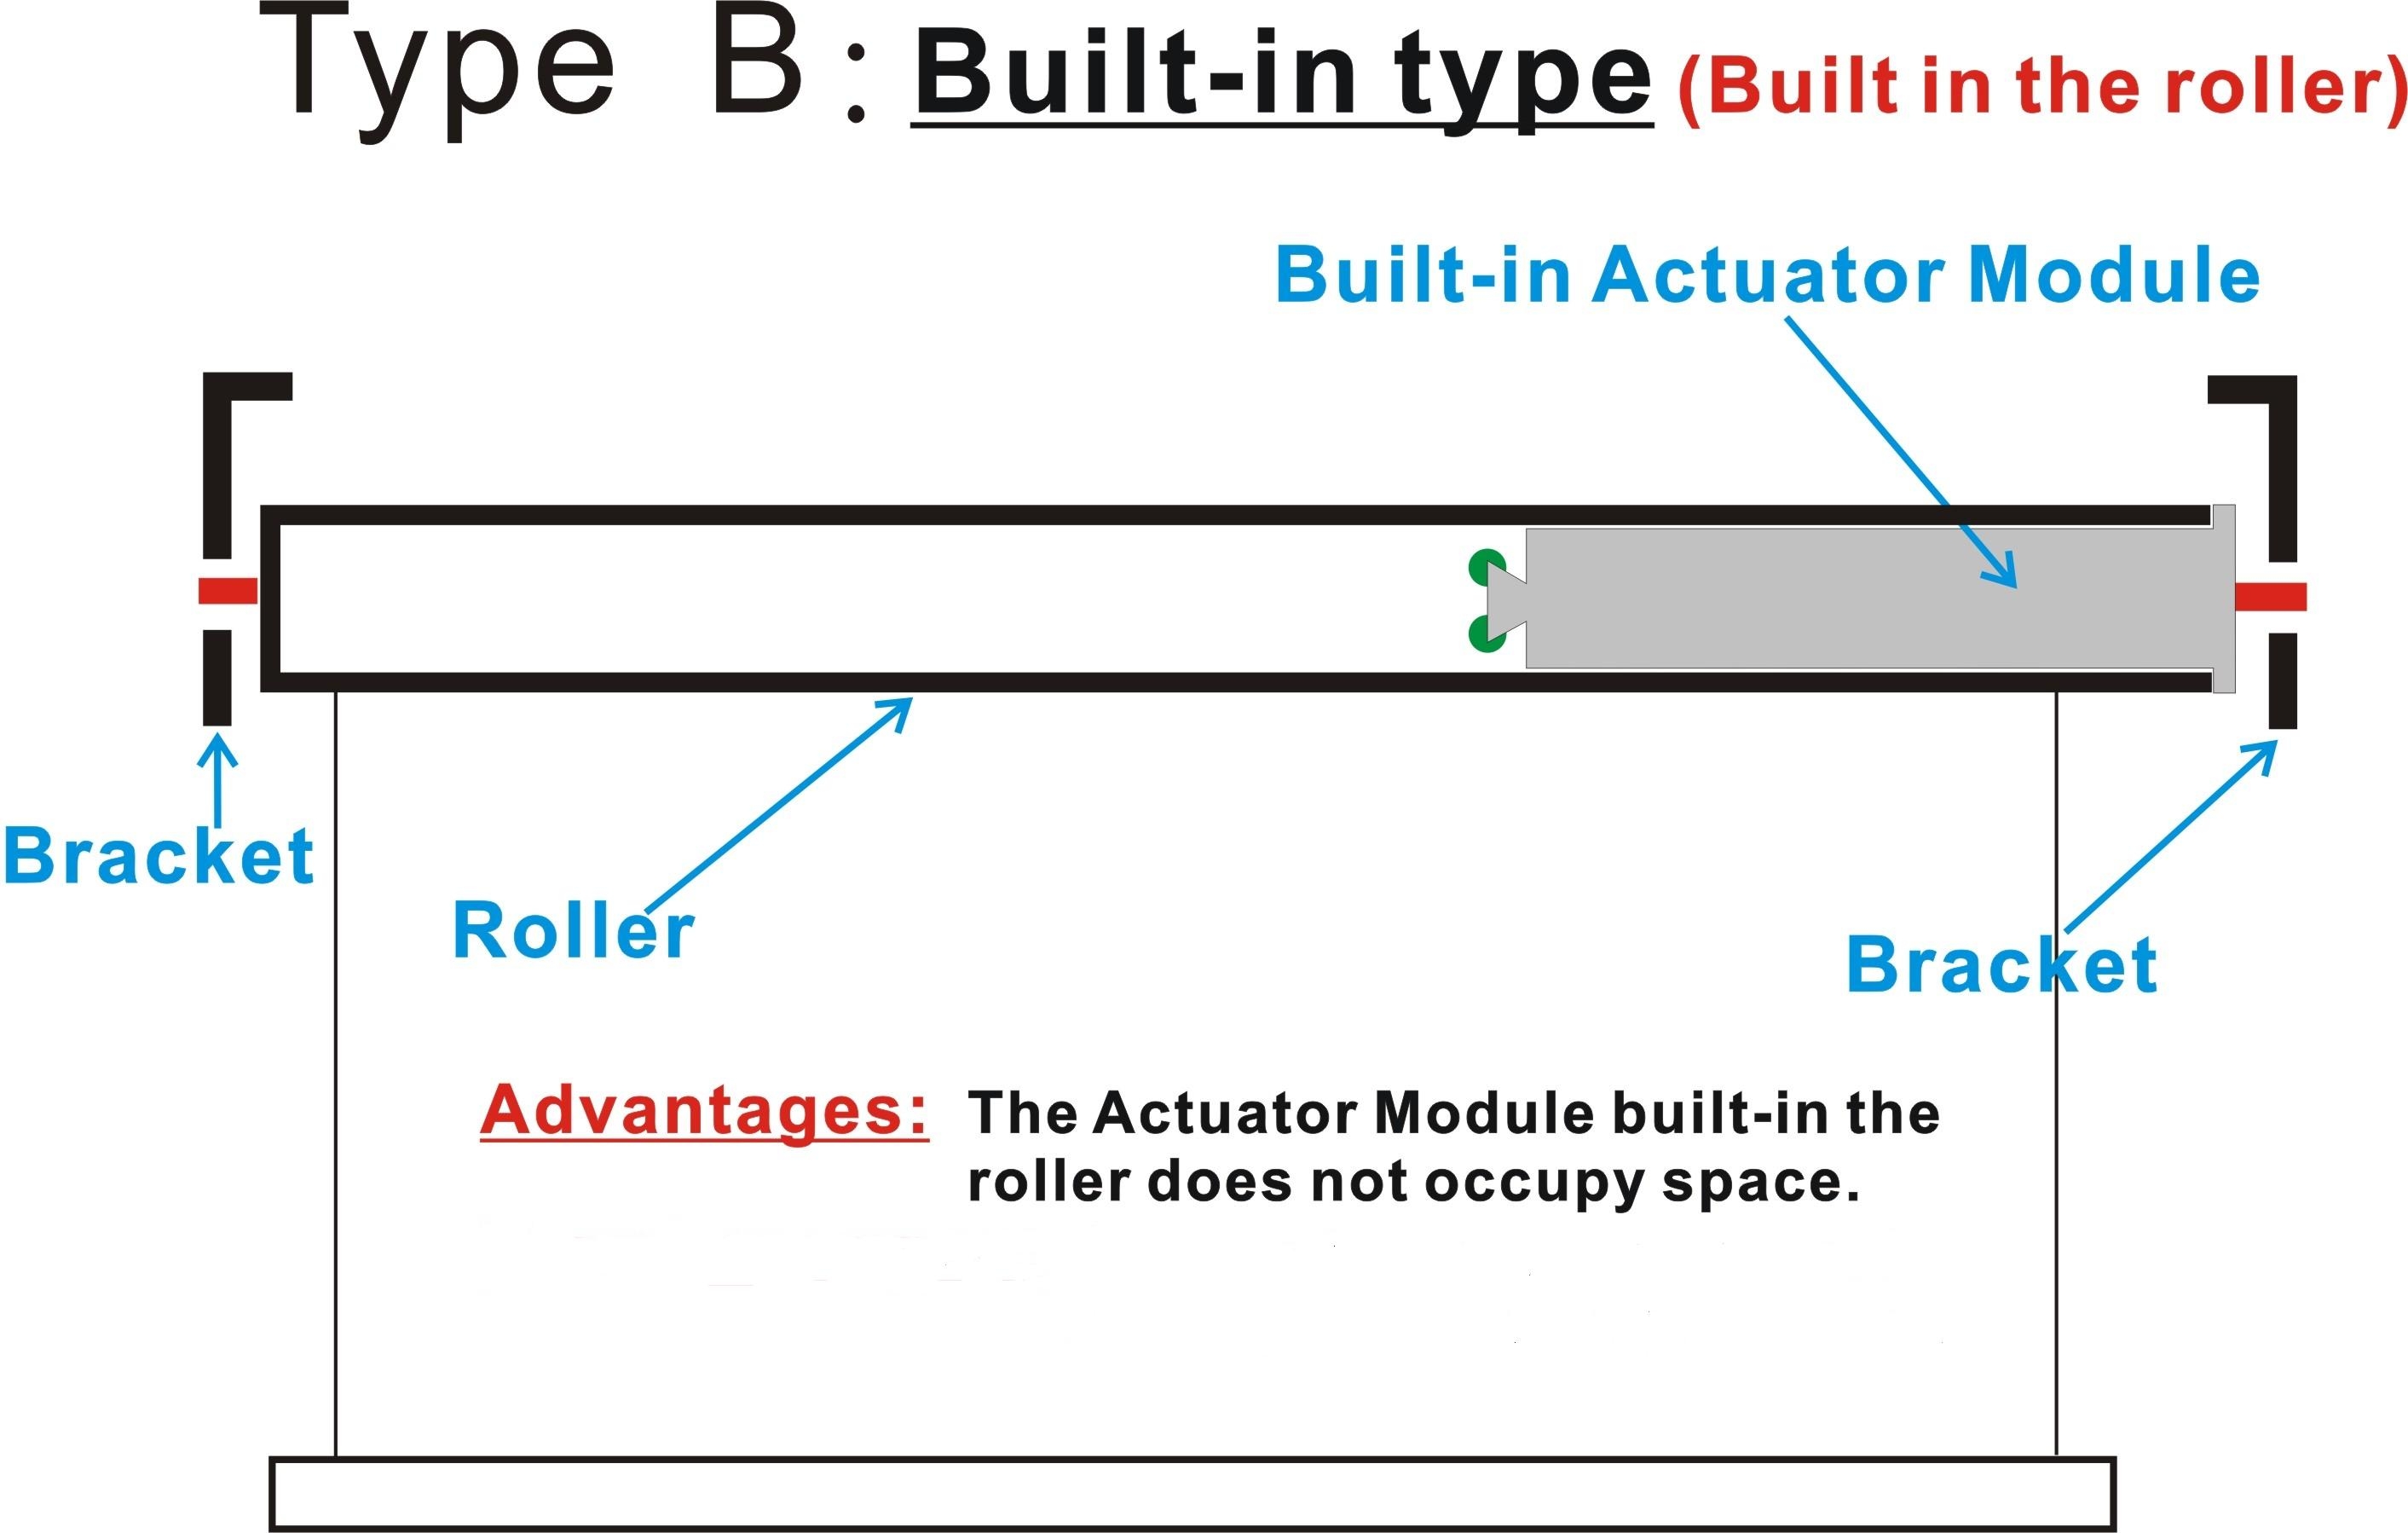 Type B: Built-in type (Built in the roller)
Built-in Actuator Module
Bracket
Roller
Bracket
Advantages: The Actuator Module built-in the
roller does not occupy space.